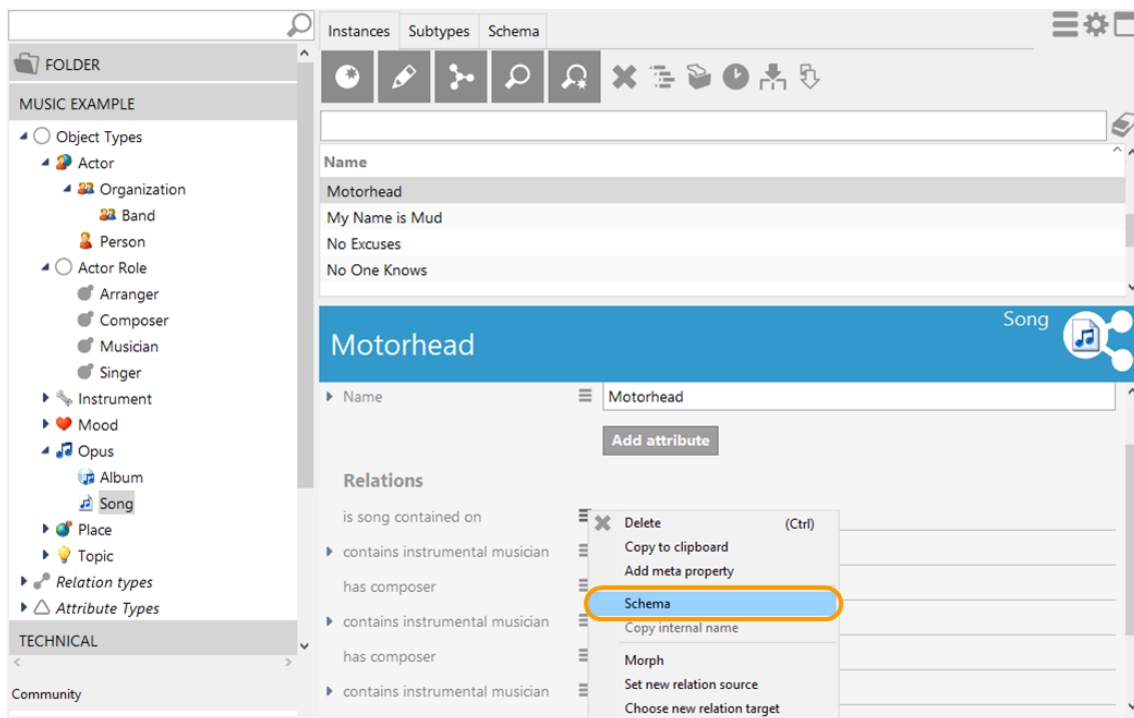 FOLDER
MUSIC EXAMPLE
Object Types
Actor
Organization
Band
Person
Actor Role
Arranger
Composer
Musician
Singer
Instrument
Mood
Opus
Album
Song
Place
Topic
Relation types
Attribute Types
TECHNICAL
Community
Instances Subtypes Schema
Name
Motorhead
My Name is Mud
No Excuses
No One Knows
Song
Motorhead
Name Motorhead
Add attribute
Relations
is song contained on
contains instrumental musician
has composer
contains instrumental musician
has composer
contains instrumental musician
Delete (Ctrl)
Copy to clipboard
Add meta property
Schema
Copy internal name
Morph
Set new relation source
Choose new relation target